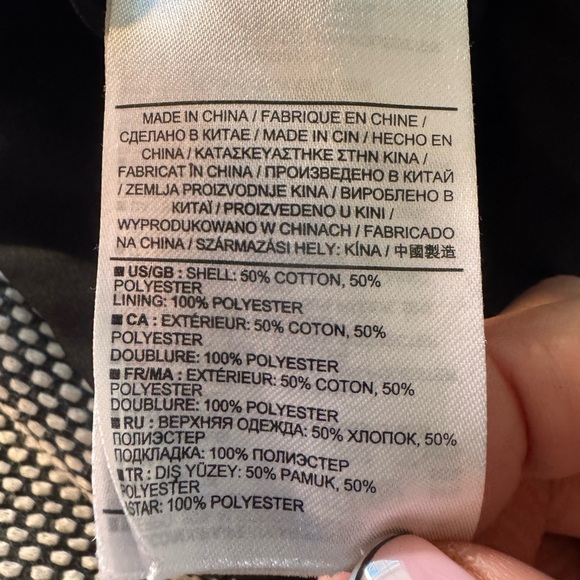 MADE IN CHINA / FABRIQUE EN CHINE /
СДЕЛАНО В КИТАЕ / MADE IN CIN / HECHO EN
CHINA / ΚΑΤΑΣΚΕΥΑΣΤΗΚΕ ΣΤΗΝ ΚΙΝΑ /
FABRICAT ÎN CHINA / ПРОИЗВЕДЕНО В КИТАЙ
/ ZEMLJA PROIZVODNJE KINA / ВИРОБЛЕНО В
КИТАЇ / PROIZVEDENO U KINI /
WYPRODUKOWANO W CHINACH / FABRICADO
NA CHINA / SZÁRMAZÁSI HELY: KÍNA / 中國製造
US/GB : SHELL: 50% COTTON, 50%
POLYESTER
LINING: 100% POLYESTER
CA : EXTÉRIEUR: 50% COTON, 50%
POLYESTER
DOUBLURE: 100% POLYESTER
FR/MA : EXTÉRIEUR: 50% COTON, 50%
POLYESTER
DOUBLURE: 100% POLYESTER
RU : ВЕРХНЯЯ ОДЕЖДА: 50% ХЛОПОК, 50%
ПОЛИЭСТЕР
ПОДКЛАДКА: 100% ПОЛИЭСТЕР
TR : DIŞ YÜZEY: 50% PAMUK, 50%
POLYESTER
ASTAR: 100% POLYESTER